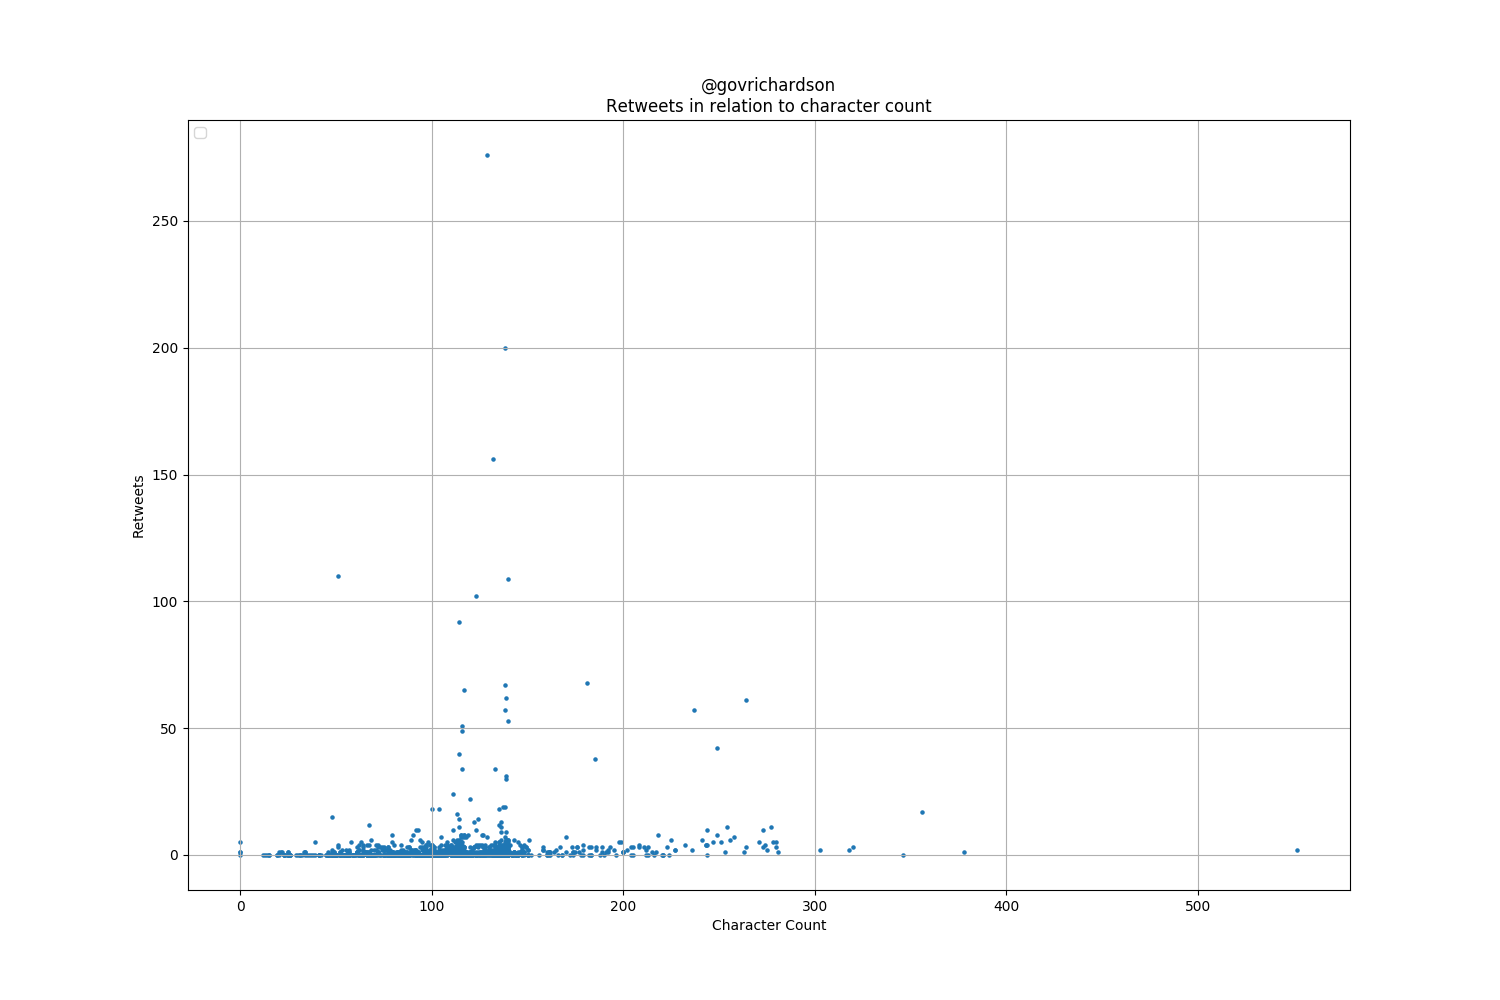 @govrichardson
Retweets in relation to character count
250
200
150
100
50
0
Retweets
0 100 200 300 400 500
Character Count